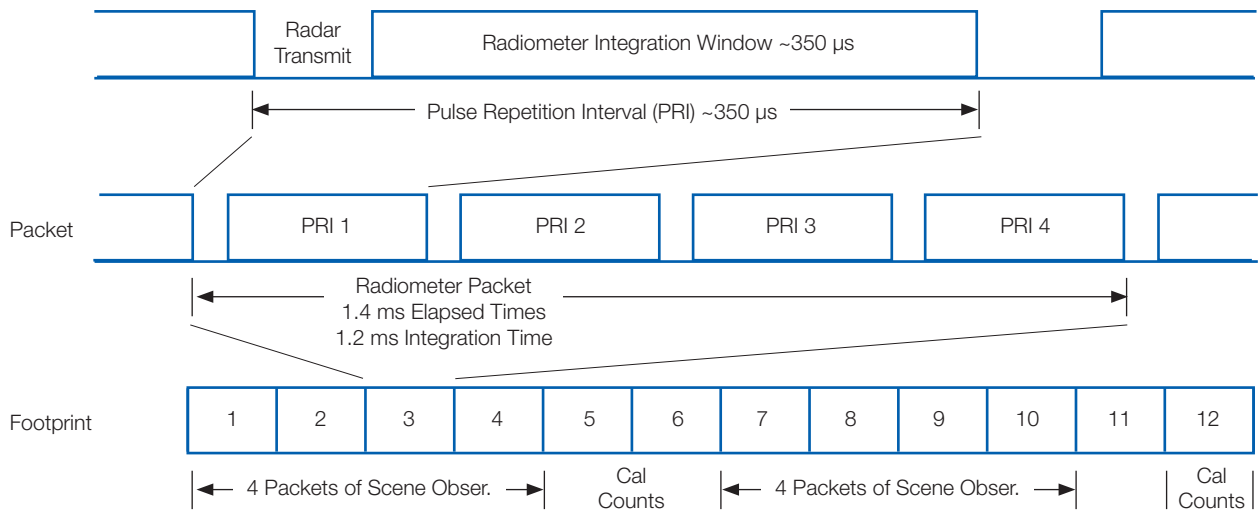 Radar
Transmit
Radiometer Integration Window ~350 µs
Pulse Repetition Interval (PRI) ~350 µs
Packet
PRI 1
PRI 2
PRI 3
PRI 4
Radiometer Packet
1.4 ms Elapsed Times
1.2 ms Integration Time
Footprint
1 2 3 4 5 6 7 8 9 10 11 12
4 Packets of Scene Obser.
Cal
Counts
4 Packets of Scene Obser.
Cal
Counts